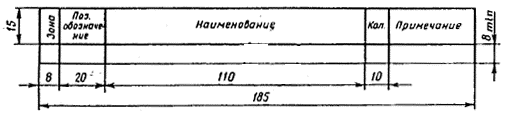 15
Зона
Поз. обозначе-ние
Наименование
Кол.
Примечание
8 min
8
20
110
10
185